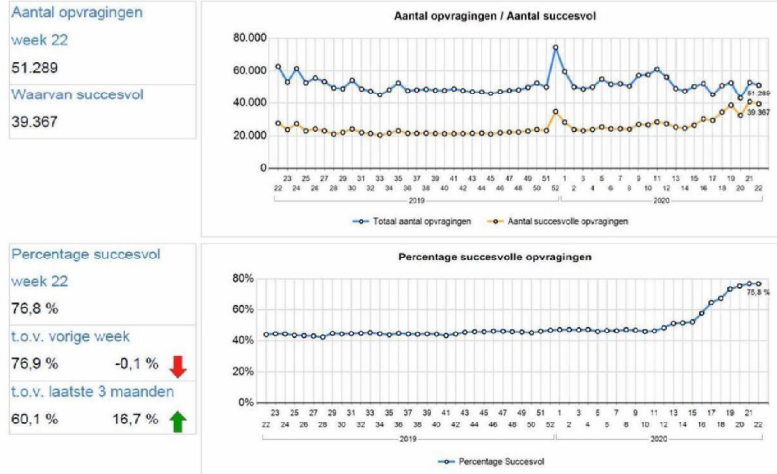 Aantal opvragingen
week 22
51.289
Waarvan succesvol
39.367
Aantal opvragingen / Aantal succesvol
80.000
60.000
40.000
20.000
0
51.289
39.367
23 25 27 29 31 33 35 37 39 41 43 45 47 49 51 1 3 5 7 9 11 13 15 17 19 21
22 24 26 28 30 32 34 36 38 40 42 44 46 48 50 52 2 4 6 8 10 12 14 16 18 20 22
2019 2020
Totaal aantal opvragingen Aantal succesvolle opvragingen
Percentage succesvol
week 22
76,8 %
t.o.v. vorige week
76,9 % -0,1 %
t.o.v. laatste 3 maanden
60,1 % 16,7 %
Percentage succesvolle opvragingen
80%
60%
40%
20%
0%
76,8 %
23 25 27 29 31 33 35 37 39 41 43 45 47 49 51 1 3 5 7 9 11 13 15 17 19 21
22 24 26 28 30 32 34 36 38 40 42 44 46 48 50 52 2 4 6 8 10 12 14 16 18 20 22
2019 2020
Percentage Succesvol